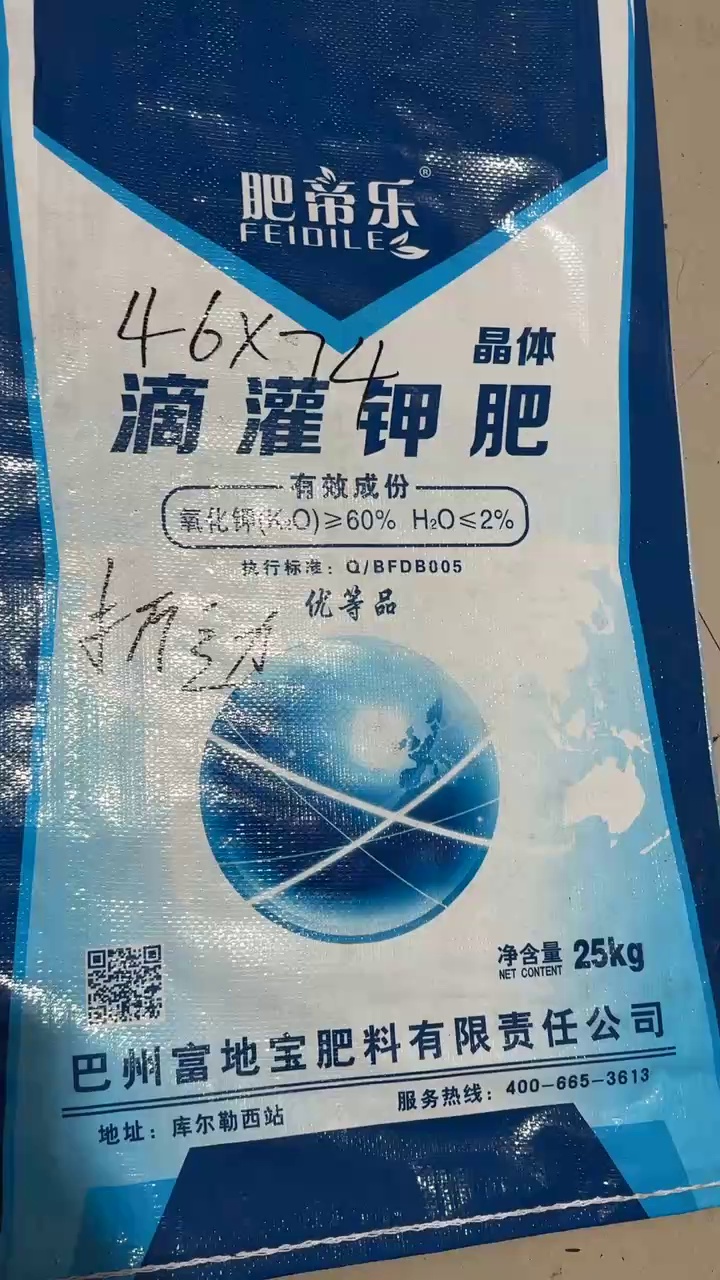 肥帝乐®
FEIDILE
46×74
晶体
滴灌钾肥
有效成份
氧化钾(K₂O)≥60% H₂O≤2%
执行标准：Q/BFDB005
优等品
净含量 25kg
NET CONTENT
巴州富地宝肥料有限责任公司
地址：库尔勒西站
服务热线：400-665-3613